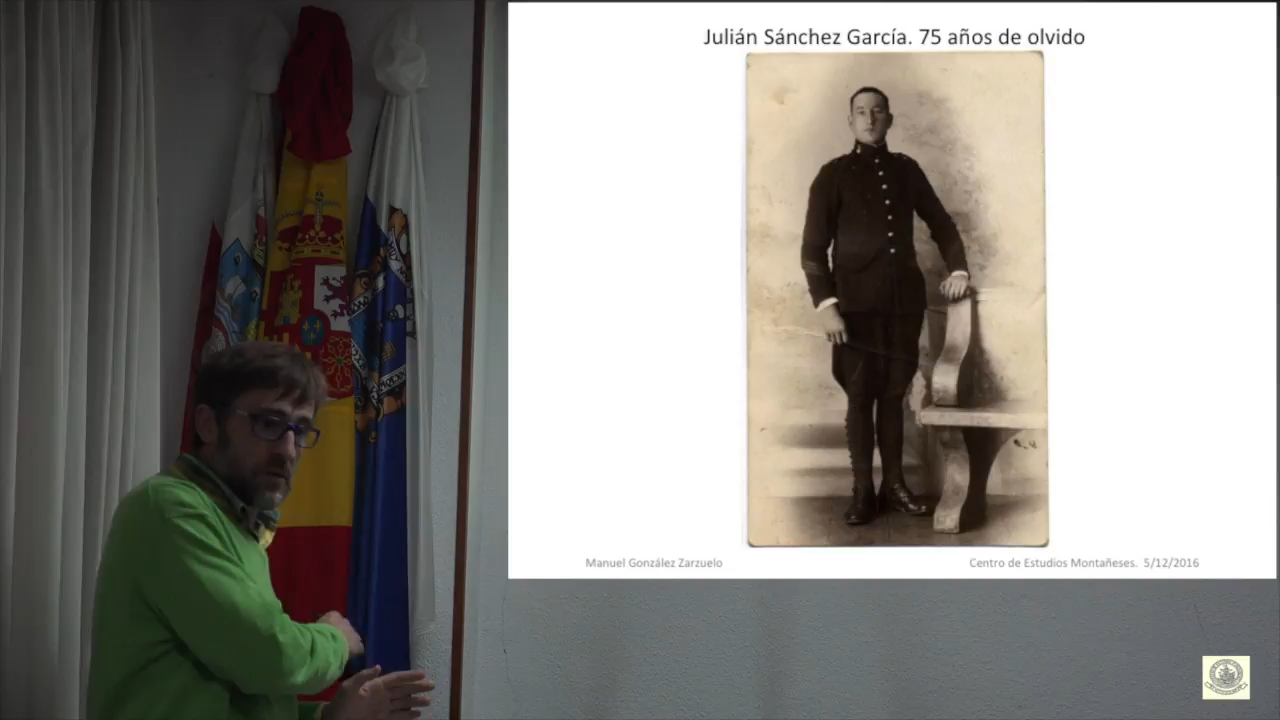 Julián Sánchez García. 75 años de olvido
Manuel González Zarzuelo
Centro de Estudios Montañeses. 5/12/2016